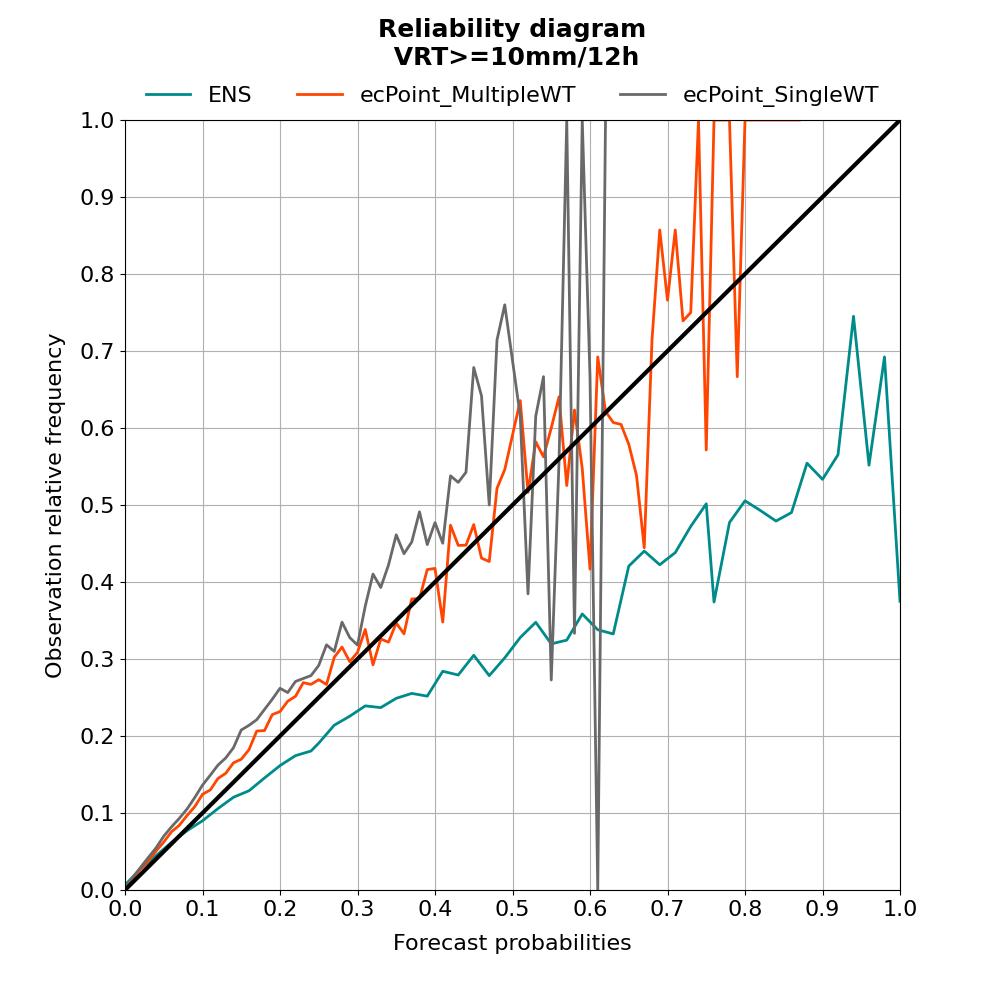 Reliability diagram
VRT>=10mm/12h
ENS ecPoint_MultipleWT ecPoint_SingleWT
1.0
0.9
0.8
0.7
0.6
0.5
0.4
0.3
0.2
0.1
0.0
Observation relative frequency
0.0 0.1 0.2 0.3 0.4 0.5 0.6 0.7 0.8 0.9 1.0
Forecast probabilities